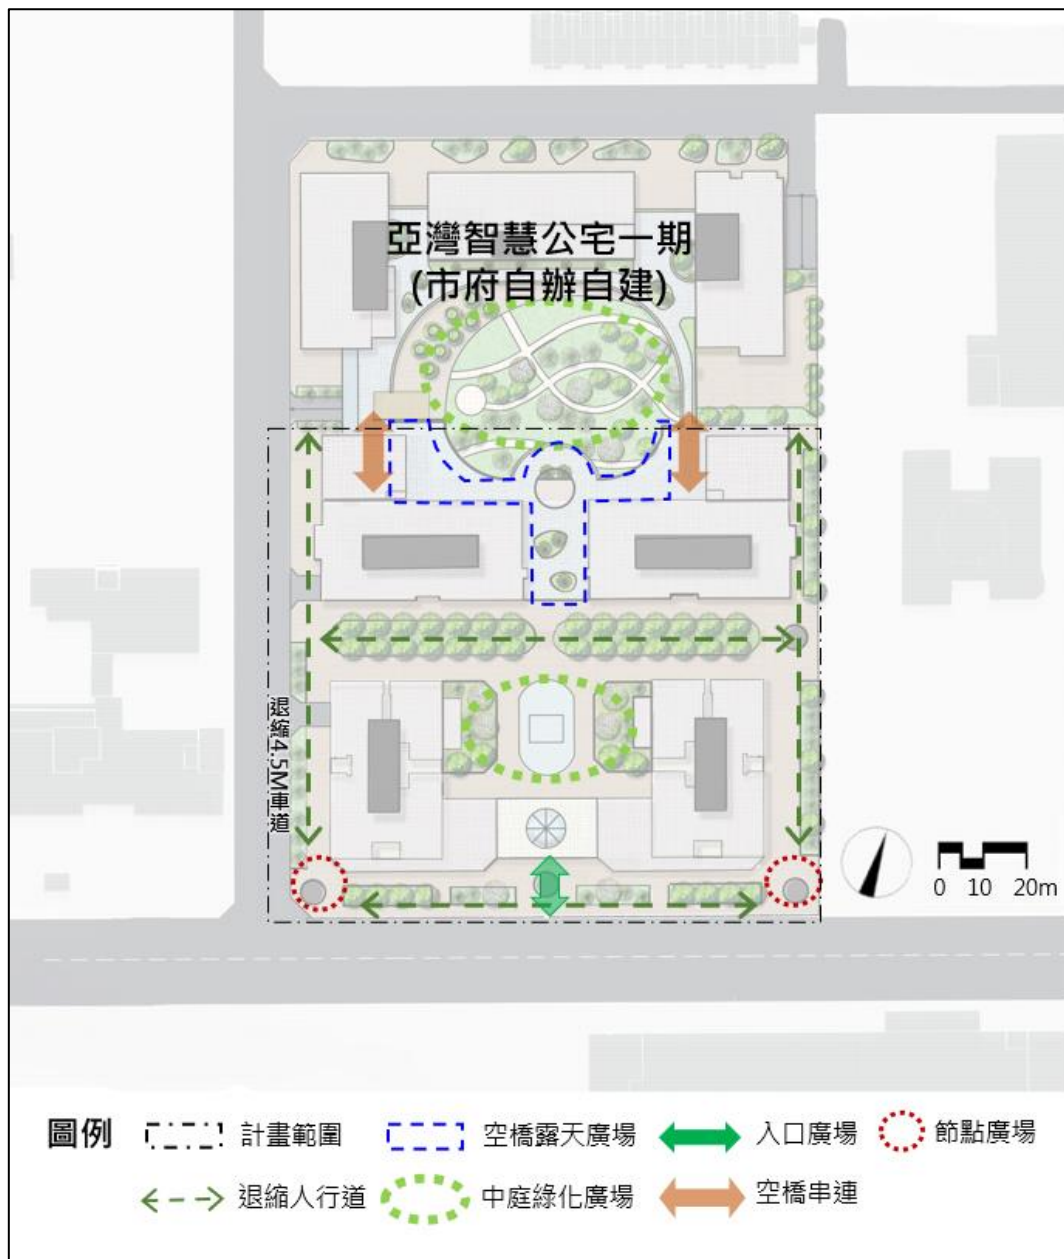 亞灣智慧公宅一期
(市府自辦自建)
退縮4.5M車道
0 10 20m
圖例
計畫範圍
空橋露天廣場
入口廣場
節點廣場
退縮人行道
中庭綠化廣場
空橋串連